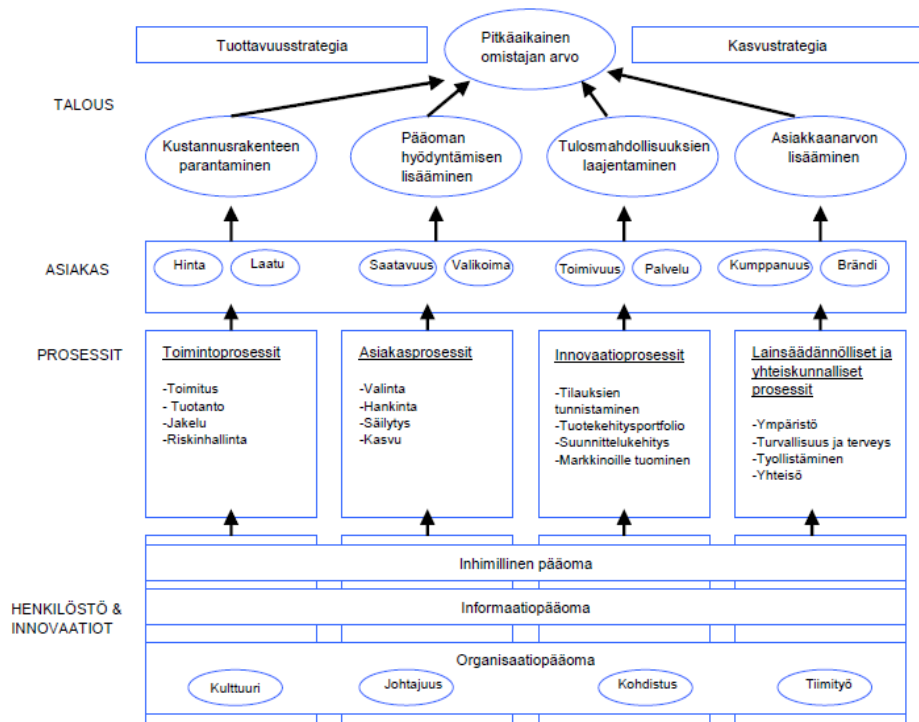 Tuottavuusstrategia
Pitkäaikainen
omistajan arvo
Kasvustrategia
TALOUS
Kustannusrakenteen
parantaminen
Pääoman
hyödyntämisen
lisääminen
Tulosmahdollisuuksien
laajentaminen
Asiakkaanarvon
lisääminen
ASIAKAS
Hinta
Laatu
Saatavuus
Valikoima
Toimivuus
Palvelu
Kumppanuus
Brändi
PROSESSIT
Toimintoprosessit
-Toimitus
- Tuotanto
-Jakelu
-Riskinhallinta
Asiakasprosessit
-Valinta
-Hankinta
-Säilytys
-Kasvu
Innovaatioprosessit
-Tilauksien
tunnistaminen
-Tuotekehitysportfolio
-Suunnittelukehitys
-Markkinoille tuominen
Lainsäädännölliset ja
yhteiskunnalliset
prosessit
-Ympäristö
-Turvallisuus ja terveys
-Työllistäminen
-Yhteisö
HENKILÖSTÖ &
INNOVAATIOT
Inhimillinen pääoma
Informaatiopääoma
Organisaatiopääoma
Kulttuuri
Johtajuus
Kohdistus
Tiimityö